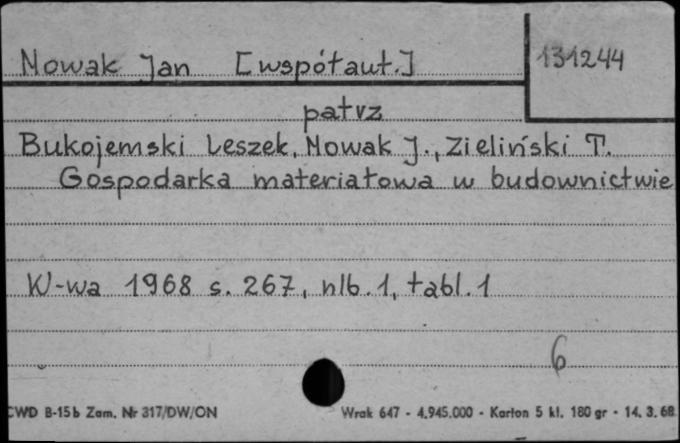 Nowak Jan [współaut.] 131244
patrz
Bukojemski Leszek, Nowak J., Zieliński T.
Gospodarka materiałowa w budownictwie
W-wa 1968 s. 267, nlb. 1, tabl. 1
6
CWD B-15b Zam. Nr 317/DW/ON Wrak 647 - 4.945.000 - Karton 5 kl. 180 gr - 14. 3. 68